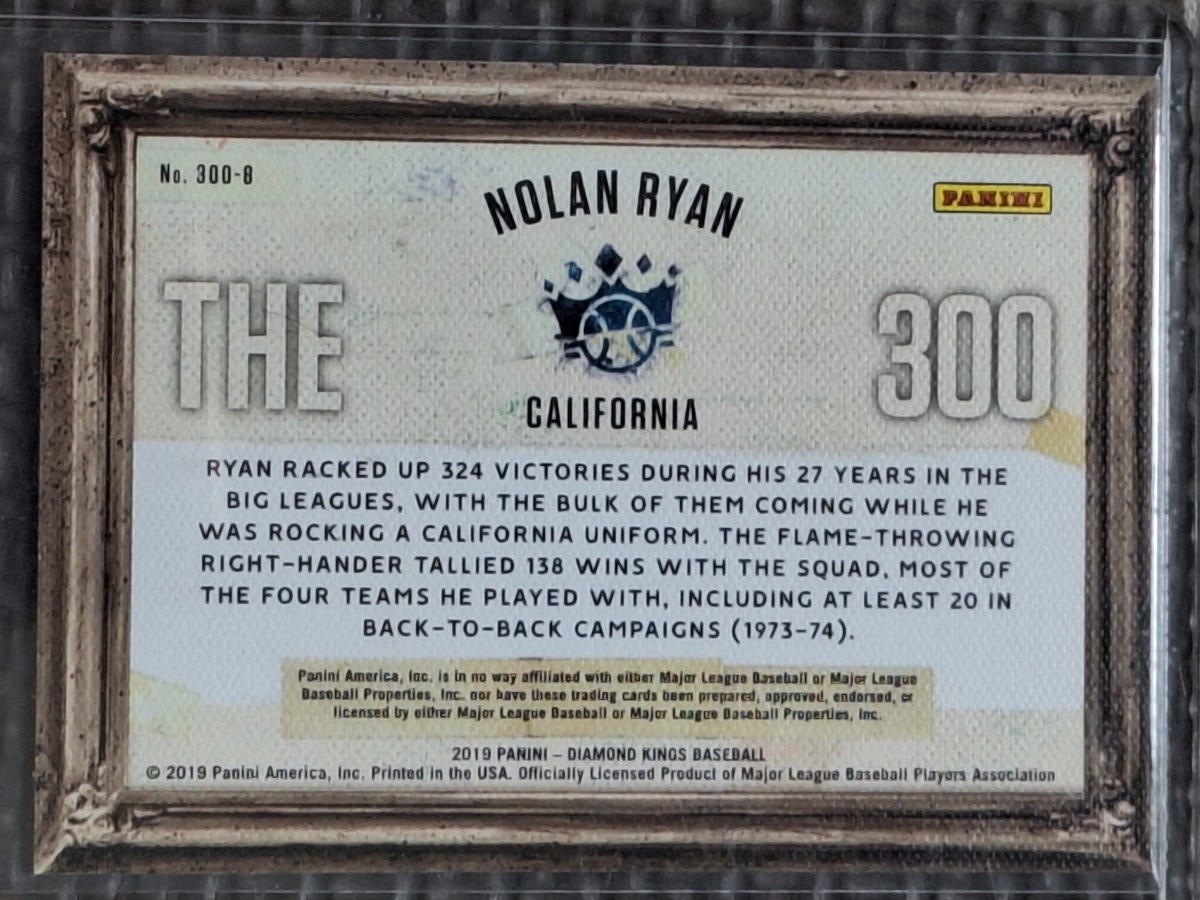 No. 300-8
NOLAN RYAN
PANINI
THE
300
CALIFORNIA
RYAN RACKED UP 324 VICTORIES DURING HIS 27 YEARS IN THE
BIG LEAGUES, WITH THE BULK OF THEM COMING WHILE HE
WAS ROCKING A CALIFORNIA UNIFORM. THE FLAME-THROWING
RIGHT-HANDER TALLIED 138 WINS WITH THE SQUAD, MOST OF
THE FOUR TEAMS HE PLAYED WITH, INCLUDING AT LEAST 20 IN
BACK-TO-BACK CAMPAIGNS (1973-74).
Panini America, Inc. is in no way affiliated with either Major League Baseball or Major League
Baseball Properties, Inc. nor have these trading cards been prepared, approved, endorsed, or
licensed by either Major League Baseball or Major League Baseball Properties, Inc.
2019 PANINI – DIAMOND KINGS BASEBALL
© 2019 Panini America, Inc. Printed in the USA. Officially Licensed Product of Major League Baseball Players Association